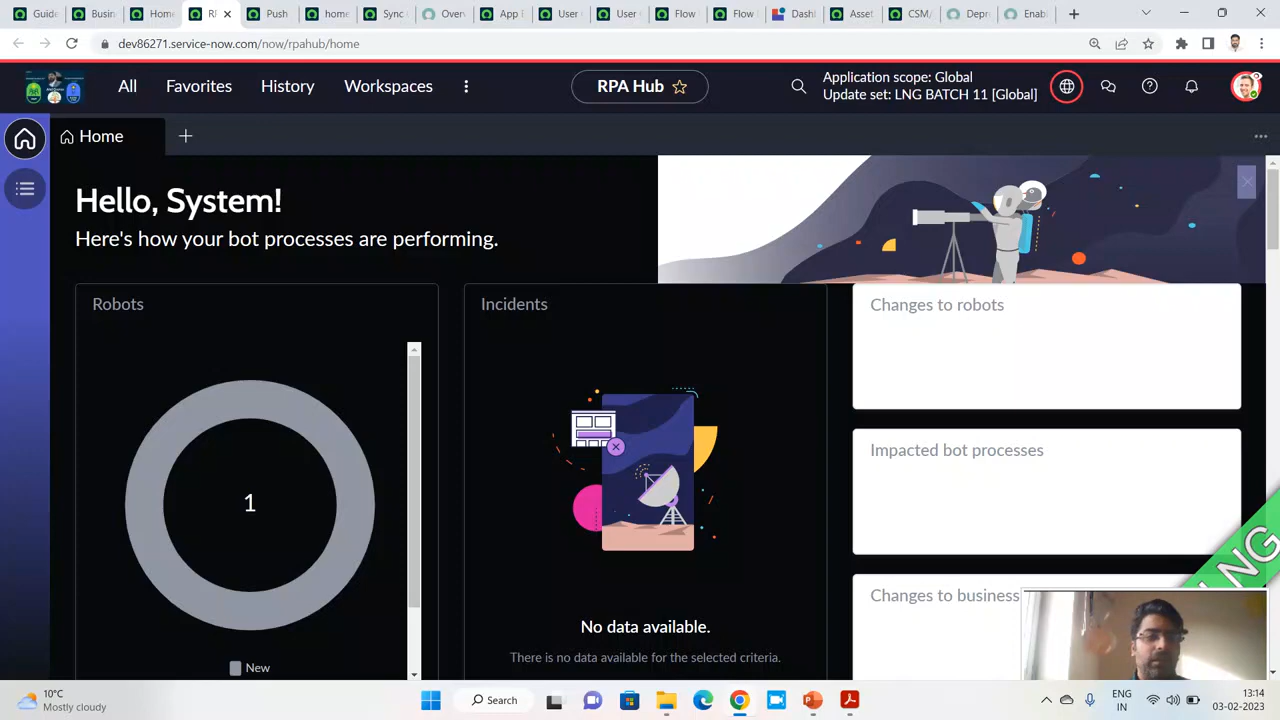 Guide
Busin
Home
RP
Push
home
Sync
Overv
App E
User
User
Flow
Flow
Dash
Asset
CSM/
Depr
Enabl
dev86271.service-now.com/now/rpahub/home
All
Favorites
History
Workspaces
RPA Hub
Application scope: Global
Update set: LNG BATCH 11 [Global]
Home
Hello, System!
Here's how your bot processes are performing.
Robots
1
New
Incidents
No data available.
There is no data available for the selected criteria.
Changes to robots
Impacted bot processes
Changes to business
LNG
10°C
Mostly cloudy
Search
ENG
IN
13:14
03-02-2023